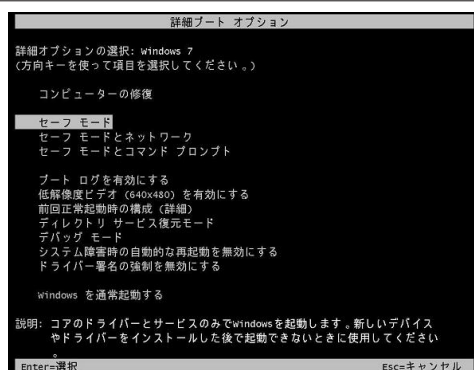 詳細ブート オプション
詳細オプションの選択: Windows 7
(方向キーを使って項目を選択してください。)
コンピューターの修復
セーフ モード
セーフ モードとネットワーク
セーフ モードとコマンド プロンプト
ブート ログを有効にする
低解像度ビデオ (640x480) を有効にする
前回正常起動時の構成 (詳細)
ディレクトリ サービス復元モード
デバッグ モード
システム障害時の自動的な再起動を無効にする
ドライバー署名の強制を無効にする
Windows を通常起動する
説明: コアのドライバーとサービスのみでWindowsを起動します。新しいデバイス
やドライバーをインストールした後で起動できないときに使用してください
。
Enter=選択 Esc=キャンセル